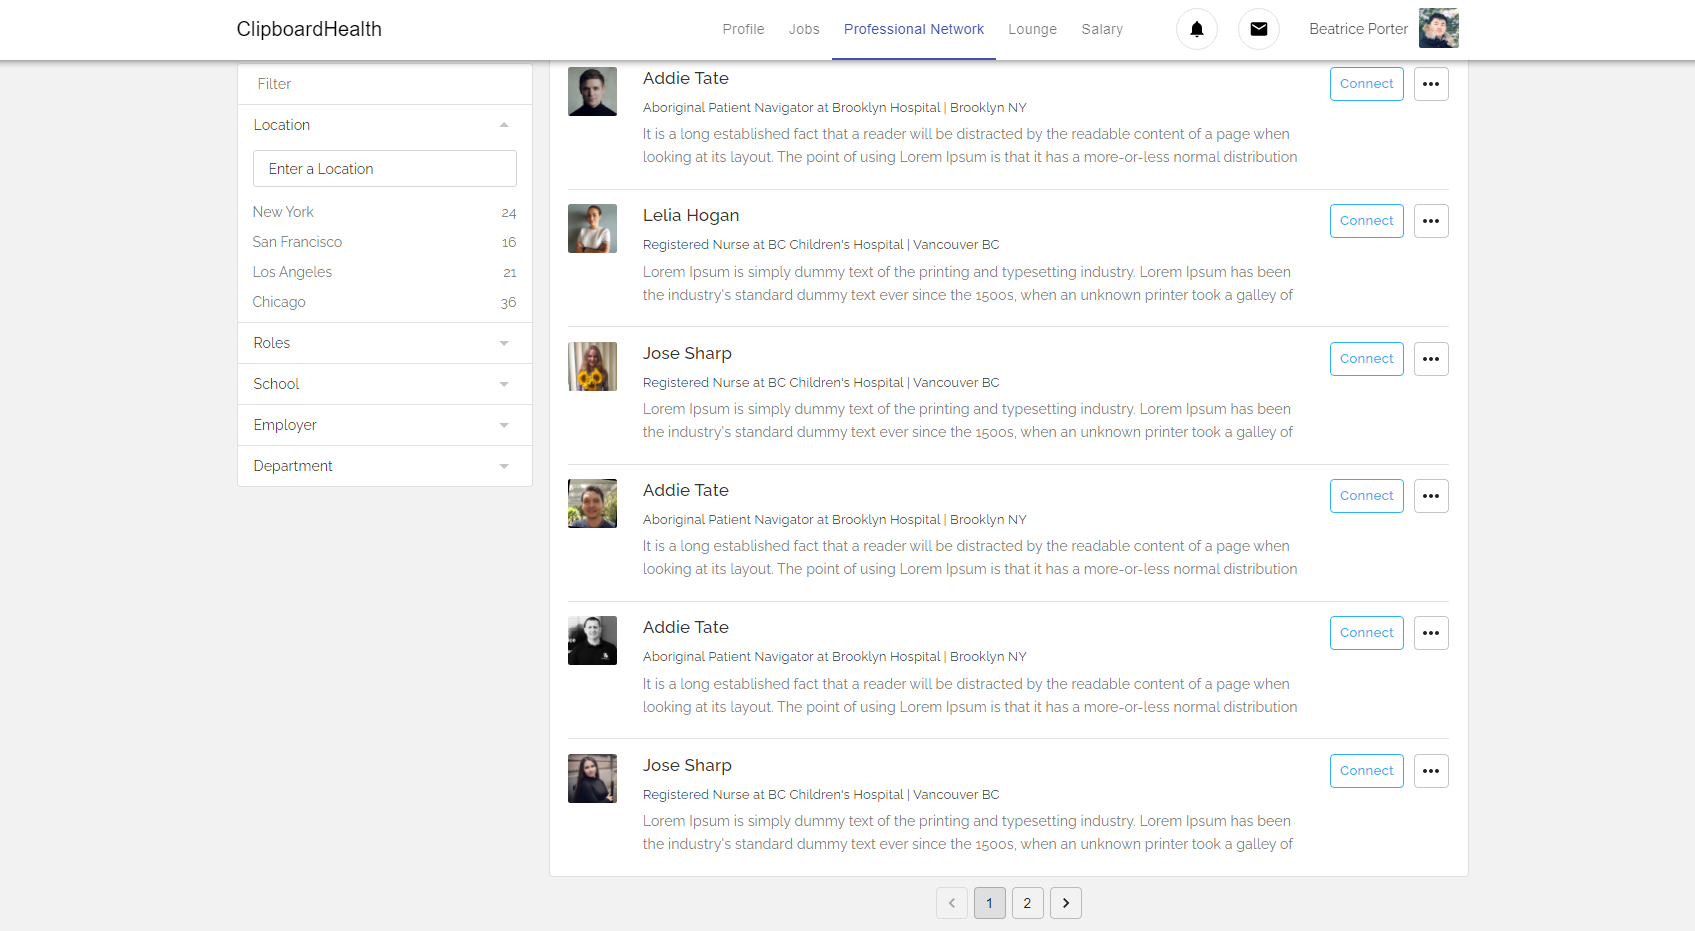 ClipboardHealth
Profile
Jobs
Professional Network
Lounge
Salary
Beatrice Porter
Filter
Location
Enter a Location
New York 24
San Francisco 16
Los Angeles 21
Chicago 36
Roles
School
Employer
Department
Addie Tate
Connect
Aboriginal Patient Navigator at Brooklyn Hospital | Brooklyn NY
It is a long established fact that a reader will be distracted by the readable content of a page when
looking at its layout. The point of using Lorem Ipsum is that it has a more-or-less normal distribution
Lelia Hogan
Connect
Registered Nurse at BC Children's Hospital | Vancouver BC
Lorem Ipsum is simply dummy text of the printing and typesetting industry. Lorem Ipsum has been
the industry's standard dummy text ever since the 1500s, when an unknown printer took a galley of
Jose Sharp
Connect
Registered Nurse at BC Children's Hospital | Vancouver BC
Lorem Ipsum is simply dummy text of the printing and typesetting industry. Lorem Ipsum has been
the industry's standard dummy text ever since the 1500s, when an unknown printer took a galley of
Addie Tate
Connect
Aboriginal Patient Navigator at Brooklyn Hospital | Brooklyn NY
It is a long established fact that a reader will be distracted by the readable content of a page when
looking at its layout. The point of using Lorem Ipsum is that it has a more-or-less normal distribution
Addie Tate
Connect
Aboriginal Patient Navigator at Brooklyn Hospital | Brooklyn NY
It is a long established fact that a reader will be distracted by the readable content of a page when
looking at its layout. The point of using Lorem Ipsum is that it has a more-or-less normal distribution
Jose Sharp
Connect
Registered Nurse at BC Children's Hospital | Vancouver BC
Lorem Ipsum is simply dummy text of the printing and typesetting industry. Lorem Ipsum has been
the industry's standard dummy text ever since the 1500s, when an unknown printer took a galley of
1
2